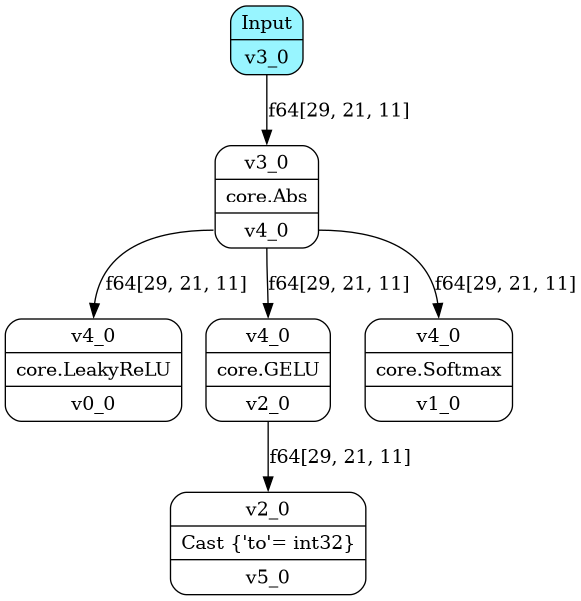 Input
v3_0
f64[29, 21, 11]
v3_0
core.Abs
v4_0
f64[29, 21, 11]
f64[29, 21, 11]
f64[29, 21, 11]
v4_0
core.LeakyReLU
v0_0
v4_0
core.GELU
v2_0
v4_0
core.Softmax
v1_0
f64[29, 21, 11]
v2_0
Cast {'to'= int32}
v5_0